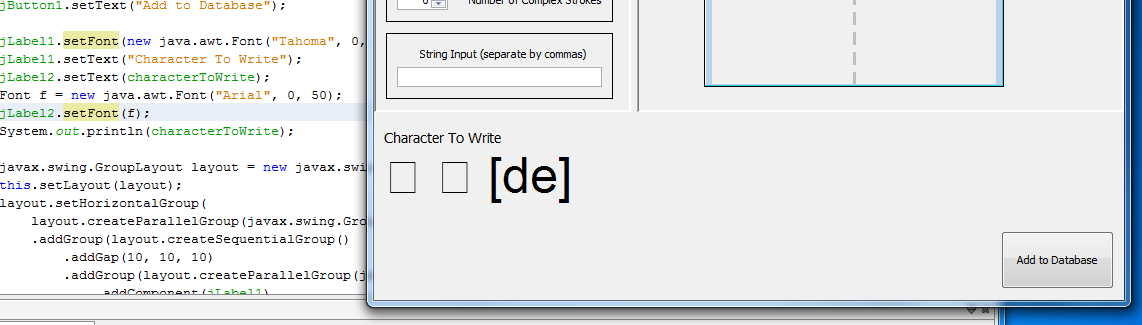 jButton1.setText("Add to Database");
jLabel1.setFont(new java.awt.Font("Tahoma", 0,
jLabel1.setText("Character To Write");
jLabel2.setText(characterToWrite);
Font f = new java.awt.Font("Arial", 0, 50);
jLabel2.setFont(f);
System.out.println(characterToWrite);
javax.swing.GroupLayout layout = new javax.swi
this.setLayout(layout);
layout.setHorizontalGroup(
layout.createParallelGroup(javax.swing.Gro
.addGroup(layout.createSequentialGroup()
.addGap(10, 10, 10)
.addGroup(layout.createParallelGroup(j
.addComponent(jLabel1)
0 Number of Complex Strokes
String Input (separate by commas)
Character To Write
□ □ [de]
Add to Database